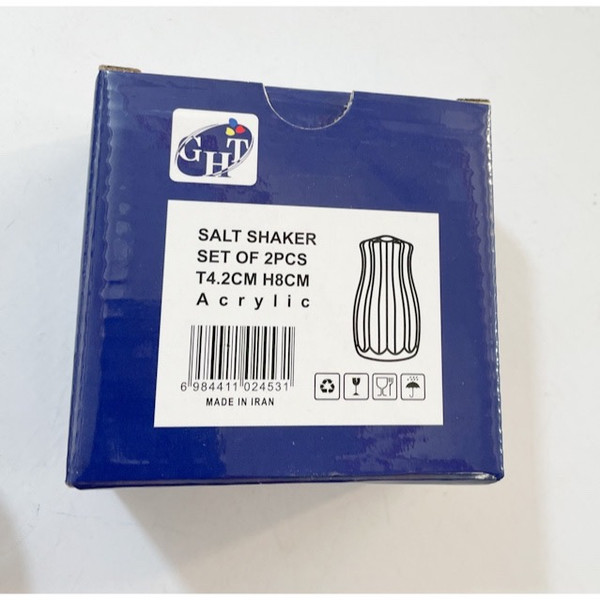 GHT
SALT SHAKER
SET OF 2PCS
T4.2CM H8CM
Acrylic
6 984411 024531
MADE IN IRAN